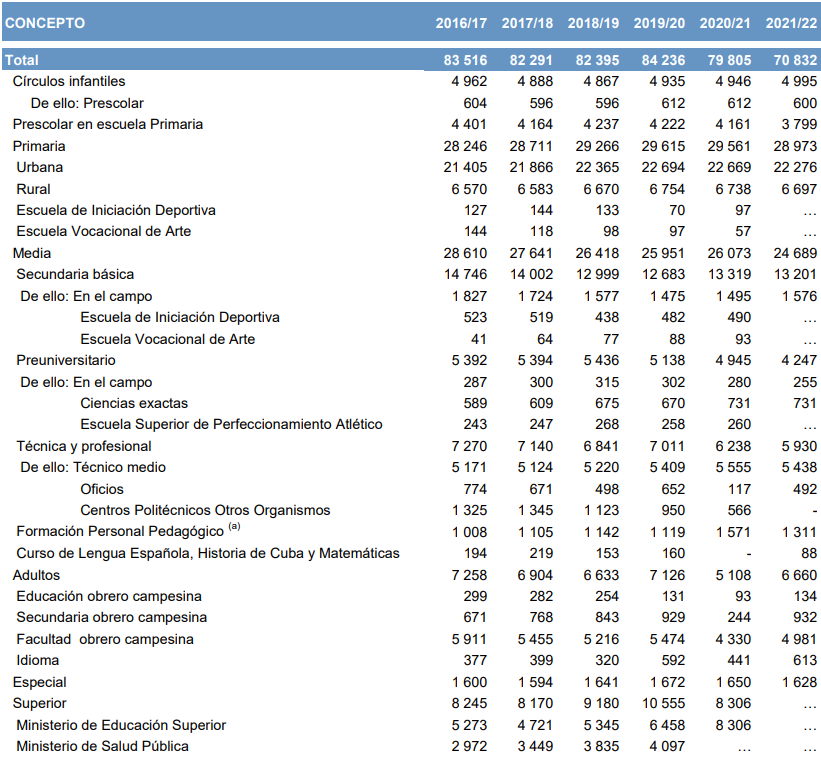 CONCEPTO 2016/17 2017/18 2018/19 2019/20 2020/21 2021/22
Total 83 516 82 291 82 395 84 236 79 805 70 832
Círculos infantiles 4 962 4 888 4 867 4 935 4 946 4 995
De ello: Prescolar 604 596 596 612 612 600
Prescolar en escuela Primaria 4 401 4 164 4 237 4 222 4 161 3 799
Primaria 28 246 28 711 29 266 29 615 29 561 28 973
Urbana 21 405 21 866 22 365 22 694 22 669 22 276
Rural 6 570 6 583 6 670 6 754 6 738 6 697
Escuela de Iniciación Deportiva 127 144 133 70 97 …
Escuela Vocacional de Arte 144 118 98 97 57 …
Media 28 610 27 641 26 418 25 951 26 073 24 689
Secundaria básica 14 746 14 002 12 999 12 683 13 319 13 201
De ello: En el campo 1 827 1 724 1 577 1 475 1 495 1 576
Escuela de Iniciación Deportiva 523 519 438 482 490 …
Escuela Vocacional de Arte 41 64 77 88 93 …
Preuniversitario 5 392 5 394 5 436 5 138 4 945 4 247
De ello: En el campo 287 300 315 302 280 255
Ciencias exactas 589 609 675 670 731 731
Escuela Superior de Perfeccionamiento Atlético 243 247 268 258 260 …
Técnica y profesional 7 270 7 140 6 841 7 011 6 238 5 930
De ello: Técnico medio 5 171 5 124 5 220 5 409 5 555 5 438
Oficios 774 671 498 652 117 492
Centros Politécnicos Otros Organismos 1 325 1 345 1 123 950 566 -
Formación Personal Pedagógico (a) 1 008 1 105 1 142 1 119 1 571 1 311
Curso de Lengua Española, Historia de Cuba y Matemáticas 194 219 153 160 - 88
Adultos 7 258 6 904 6 633 7 126 5 108 6 660
Educación obrero campesina 299 282 254 131 93 134
Secundaria obrero campesina 671 768 843 929 244 932
Facultad obrero campesina 5 911 5 455 5 216 5 474 4 330 4 981
Idioma 377 399 320 592 441 613
Especial 1 600 1 594 1 641 1 672 1 650 1 628
Superior 8 245 8 170 9 180 10 555 8 306 …
Ministerio de Educación Superior 5 273 4 721 5 345 6 458 8 306 …
Ministerio de Salud Pública 2 972 3 449 3 835 4 097 … …